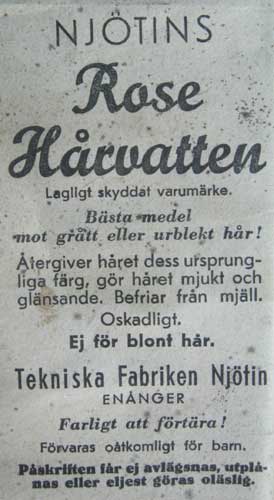 NJÖTINS
Rose
Hårvatten
Lagligt skyddat varumärke.
Bästa medel
mot grått eller urblekt hår!
Återgiver håret dess ursprung-
liga färg, gör håret mjukt och
glänsande. Befriar från mjäll.
Oskadligt.
Ej för blont hår.
Tekniska Fabriken Njötin
ENÅNGER
Farligt att förtära!
Förvaras oåtkomligt för barn.
Påskriften får ej avlägsnas, utplå-
nas eller eljest göras oläslig.